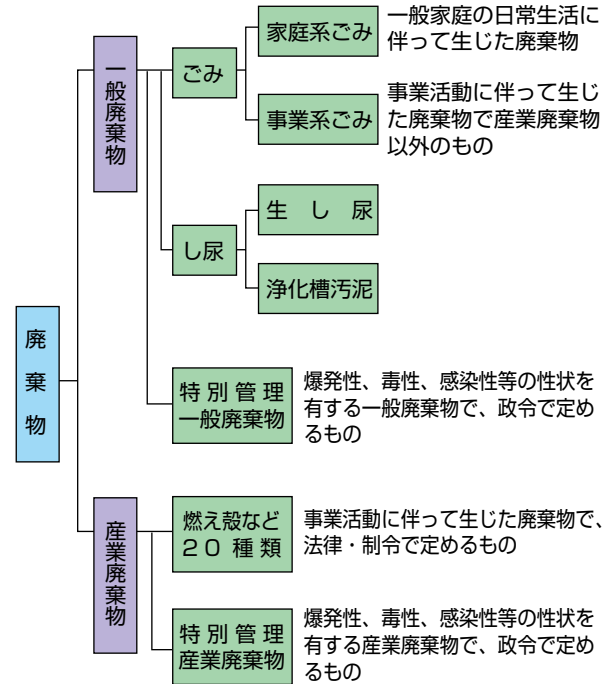 廃棄物
一般廃棄物
ごみ
家庭系ごみ
一般家庭の日常生活に
伴って生じた廃棄物
事業系ごみ
事業活動に伴って生じ
た廃棄物で産業廃棄物
以外のもの
し尿
生し尿
浄化槽汚泥
特別管理
一般廃棄物
爆発性、毒性、感染性等の性状を
有する一般廃棄物で、政令で定め
るもの
産業廃棄物
燃え殻など
20種類
事業活動に伴って生じた廃棄物で、
法律・制令で定めるもの
特別管理
産業廃棄物
爆発性、毒性、感染性等の性状を
有する産業廃棄物で、政令で定め
るもの